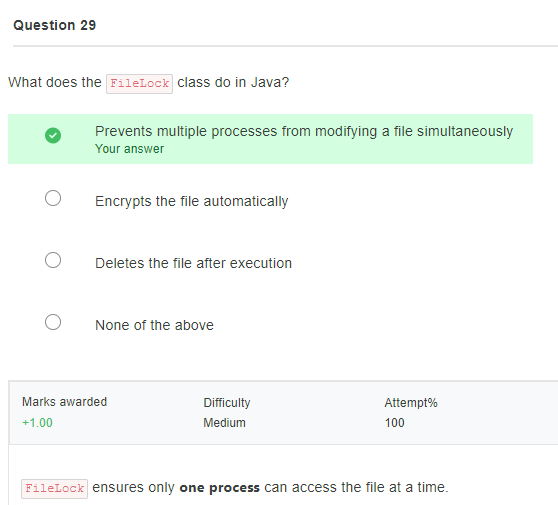 Question 29
What does the FileLock class do in Java?
Prevents multiple processes from modifying a file simultaneously
Your answer
Encrypts the file automatically
Deletes the file after execution
None of the above
Marks awarded Difficulty Attempt%
+1.00 Medium 100
FileLock ensures only one process can access the file at a time.